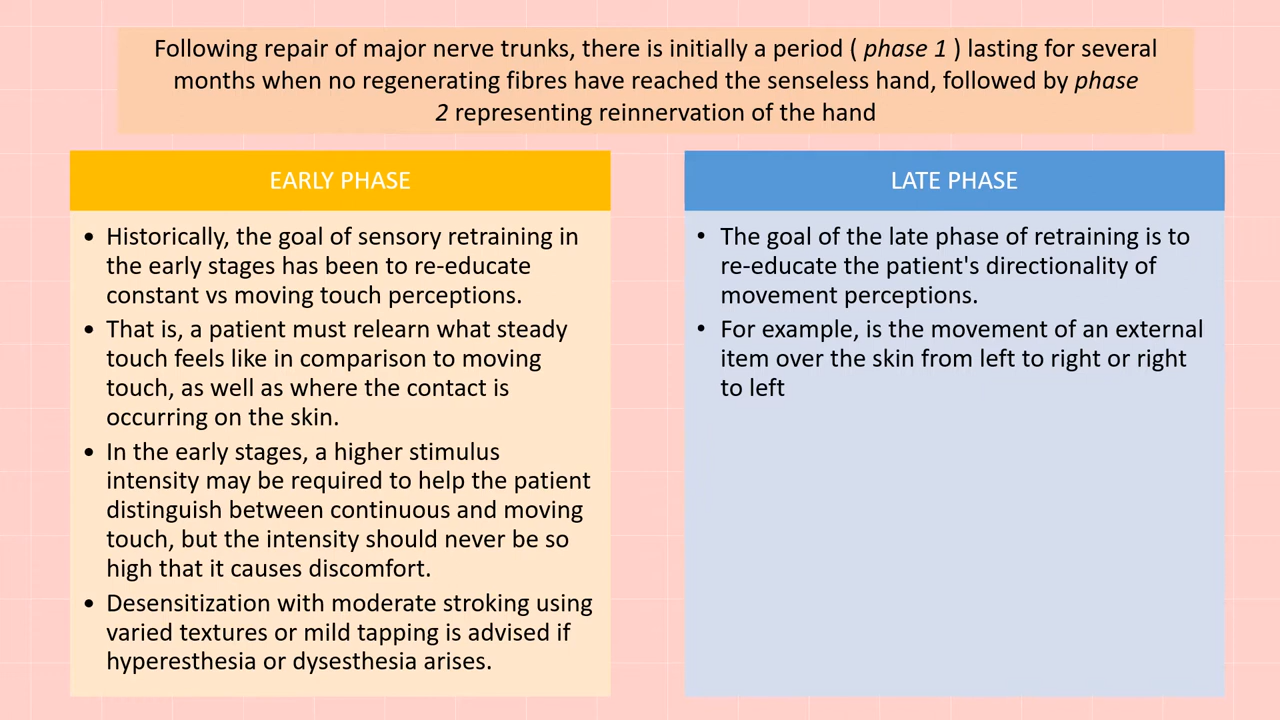 Following repair of major nerve trunks, there is initially a period ( phase 1 ) lasting for several
months when no regenerating fibres have reached the senseless hand, followed by phase
2 representing reinnervation of the hand
EARLY PHASE
• Historically, the goal of sensory retraining in
the early stages has been to re-educate
constant vs moving touch perceptions.
• That is, a patient must relearn what steady
touch feels like in comparison to moving
touch, as well as where the contact is
occurring on the skin.
• In the early stages, a higher stimulus
intensity may be required to help the patient
distinguish between continuous and moving
touch, but the intensity should never be so
high that it causes discomfort.
• Desensitization with moderate stroking using
varied textures or mild tapping is advised if
hyperesthesia or dysesthesia arises.
LATE PHASE
• The goal of the late phase of retraining is to
re-educate the patient's directionality of
movement perceptions.
• For example, is the movement of an external
item over the skin from left to right or right
to left